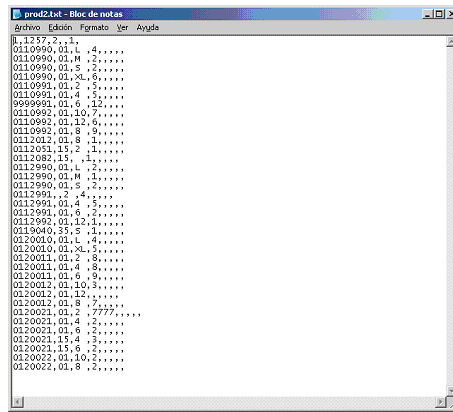 prod2.txt - Bloc de notas
Archivo Edición Formato Ver Ayuda
L,1257,2,,1,
0110990,01,L ,4,,,,,
0110990,01,M ,2,,,,,
0110990,01,S ,2,,,,,
0110990,01,XL,6,,,,,
0110991,01,2 ,5,,,,,
0110991,01,4 ,5,,,,,
9999991,01,6 ,12,,,,
0110992,01,10,7,,,,,
0110992,01,12,6,,,,,
0110992,01,8 ,9,,,,,
0112012,01,8 ,1,,,,,
0112051,15,2 ,1,,,,,
0112082,15, ,1,,,,,
0112990,01,L ,2,,,,,
0112990,01,M ,1,,,,,
0112990,01,S ,2,,,,,
0112991,,2 ,4,,,,,
0112991,01,4 ,5,,,,,
0112991,01,6 ,2,,,,,
0112992,01,12,1,,,,,
0119040,35,S ,1,,,,,
0120010,01,L ,4,,,,,
0120010,01,XL,5,,,,,
0120011,01,2 ,8,,,,,
0120011,01,4 ,8,,,,,
0120011,01,6 ,9,,,,,
0120012,01,10,3,,,,,
0120012,01,12,,,,,,
0120012,01,8 ,7,,,,,
0120021,01,2 ,7777,,,,,
0120021,01,4 ,2,,,,,
0120021,01,6 ,2,,,,,
0120021,15,4 ,3,,,,,
0120021,15,6 ,2,,,,,
0120022,01,10,2,,,,,
0120022,01,8 ,2,,,,,